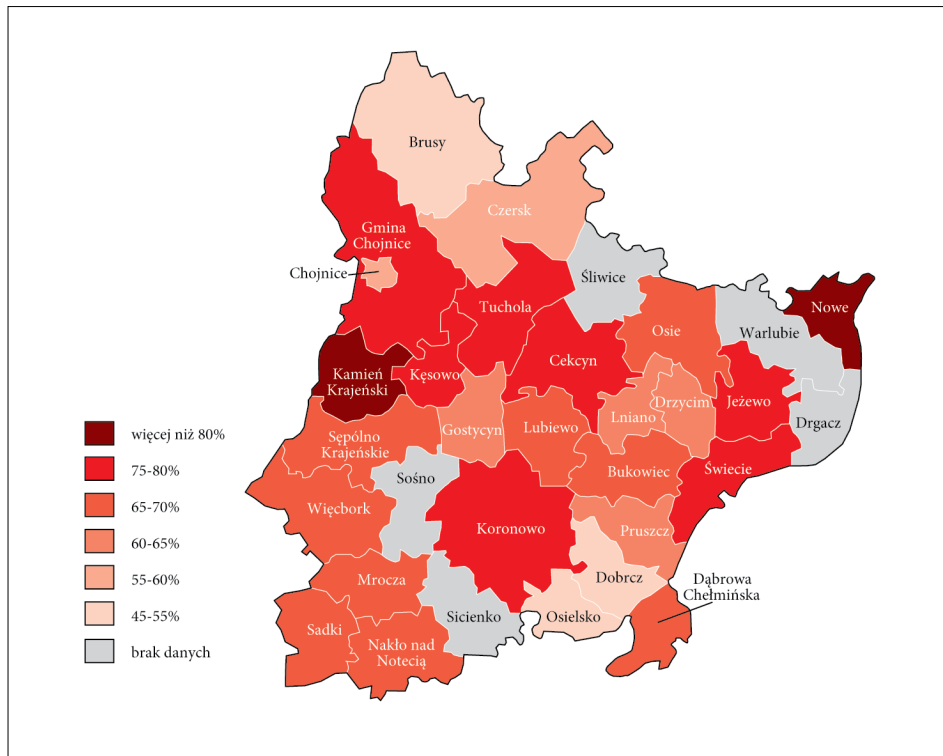 Brusy
Czersk
Gmina
Chojnice
Chojnice
Śliwice
Tuchola
Nowe
Warlubie
Osie
Cekcyn
Kamień
Krajeński
Kęsowo
Jeżewo
Drzycim
Lniano
Drgacz
Gostycyn
Lubiewo
Sępólno
Krajeńskie
Bukowiec
Świecie
Sośno
Więcbork
Koronowo
Pruszcz
Dobrcz
Mrocza
Dąbrowa
Chełmińska
Osielsko
Sicienko
Sadki
Nakło nad
Notecią
więcej niż 80%
75-80%
65-70%
60-65%
55-60%
45-55%
brak danych